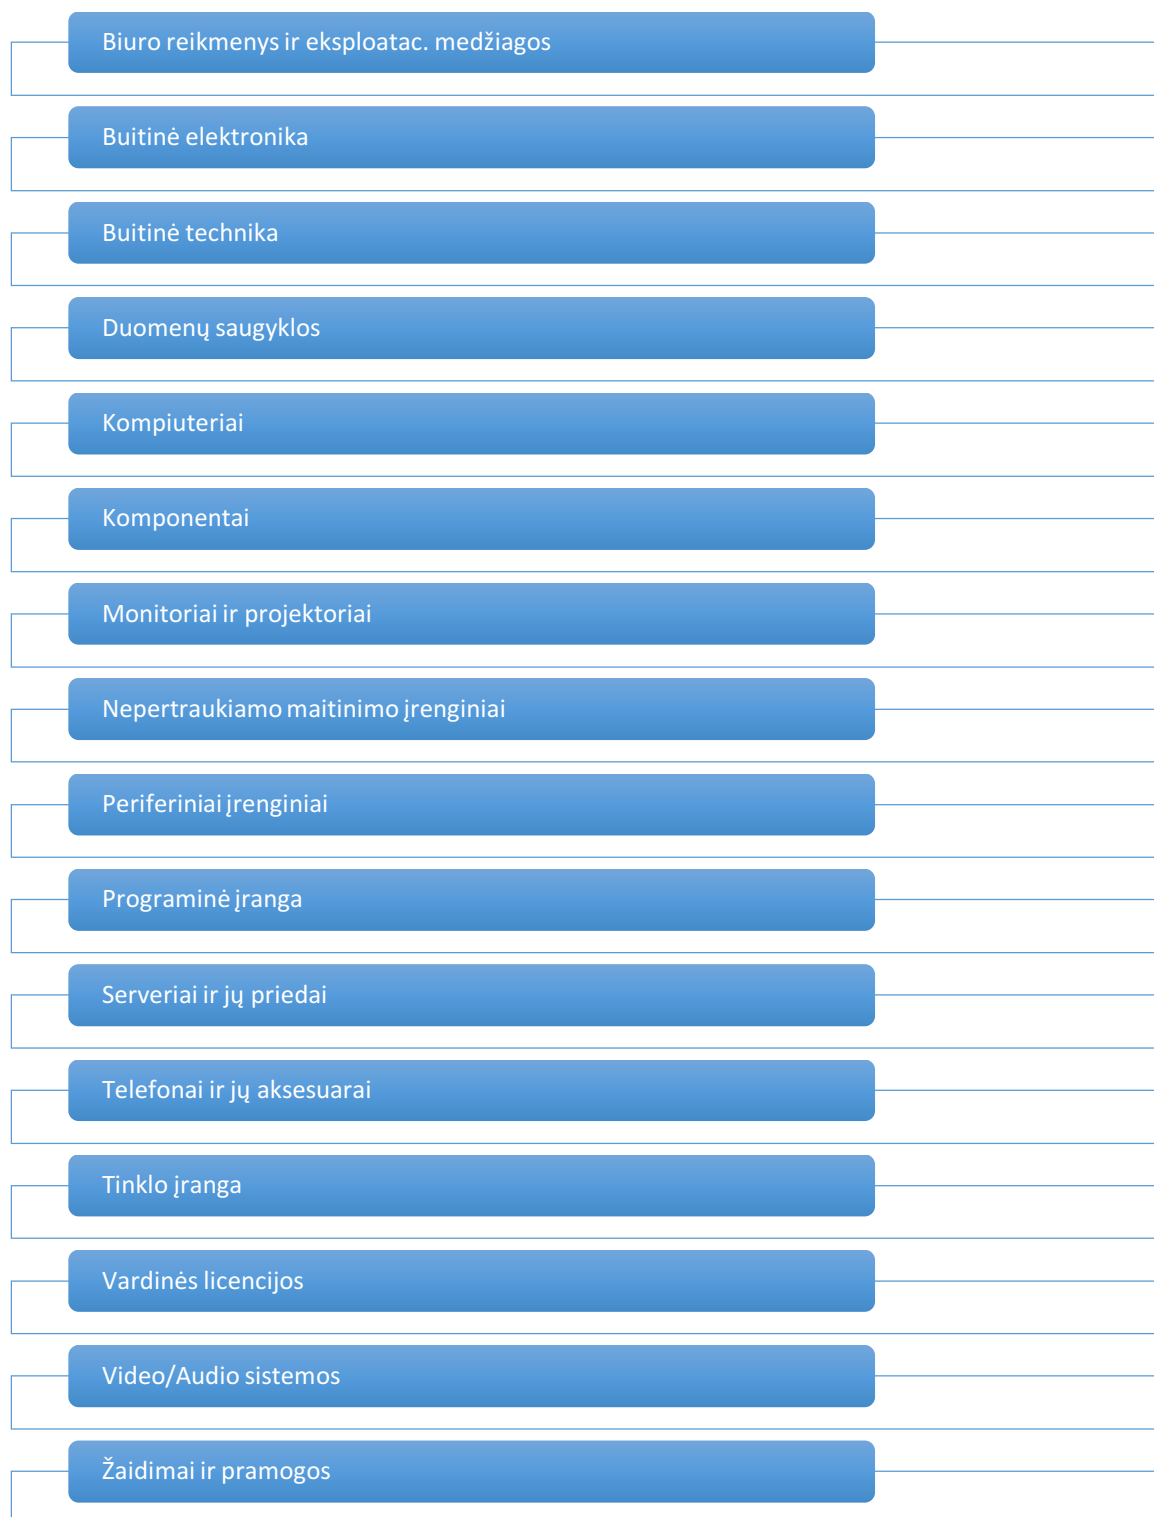 Biuro reikmenys ir eksploatac. medžiagos
Buitinė elektronika
Buitinė technika
Duomenų saugyklos
Kompiuteriai
Komponentai
Monitoriai ir projektoriai
Nepertraukiamo maitinimo įrenginiai
Periferiniai įrenginiai
Programinė įranga
Serveriai ir jų priedai
Telefonai ir jų aksesuarai
Tinklo įranga
Vardinės licencijos
Video/Audio sistemos
Žaidimai ir pramogos